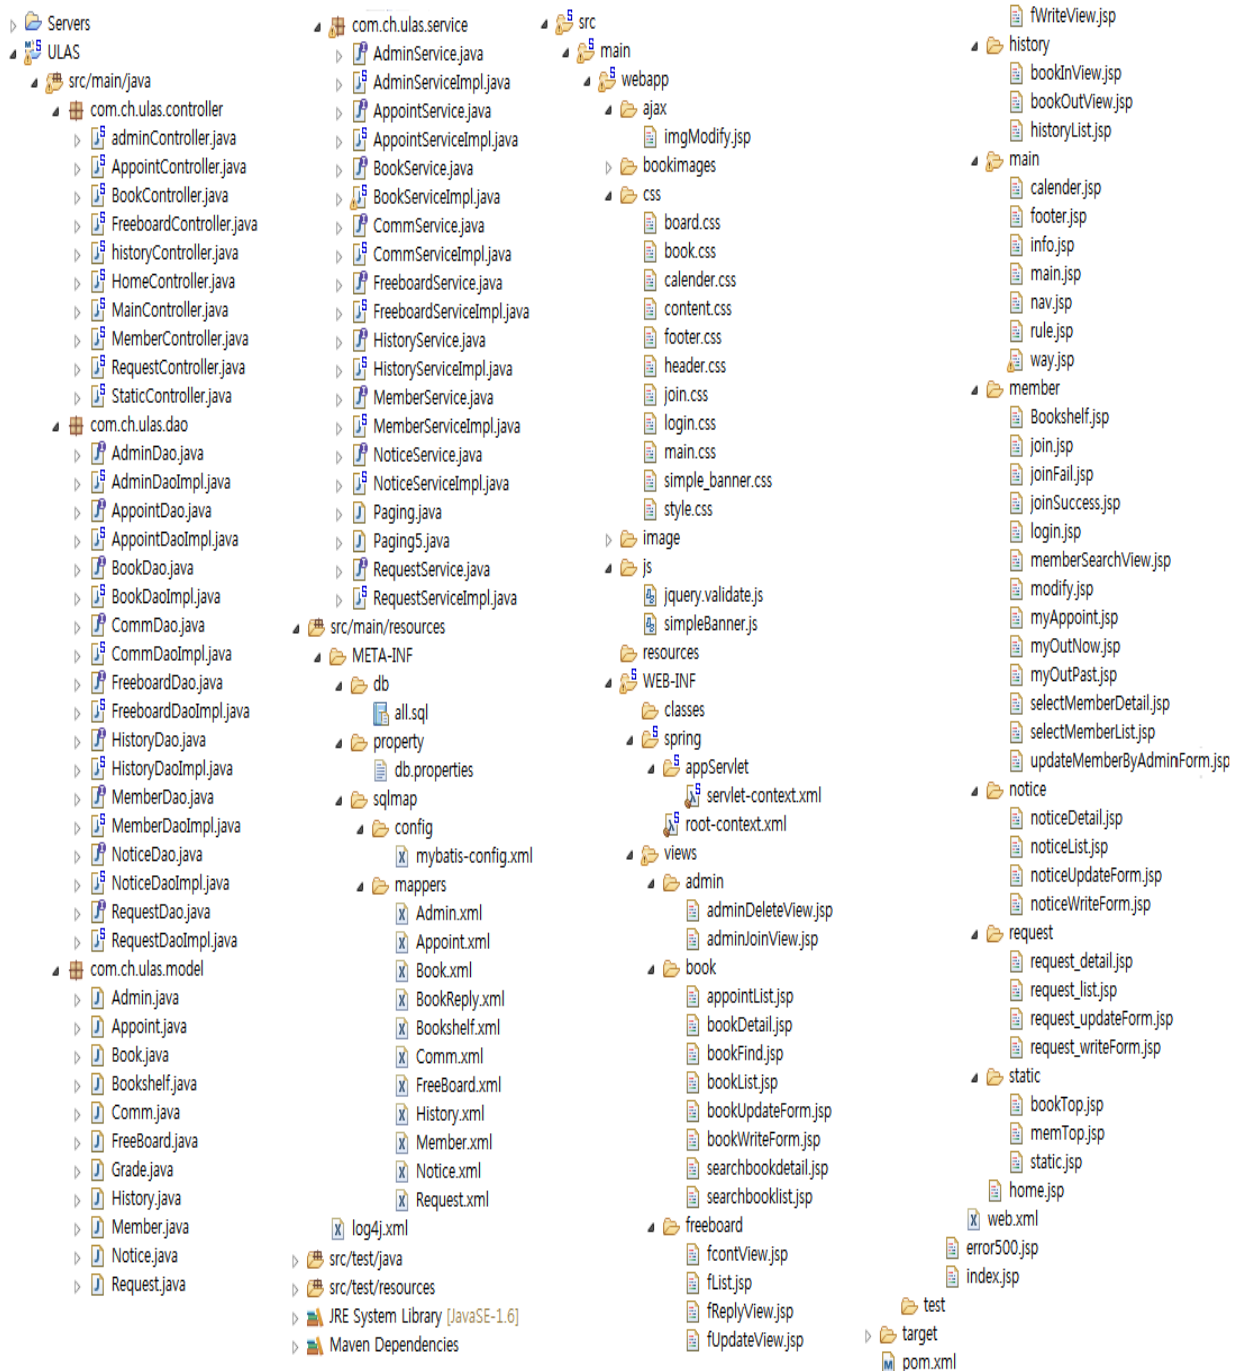 Servers
ULAS
src/main/java
com.ch.ulas.controller
adminController.java
AppointController.java
BookController.java
FreeboardController.java
historyController.java
HomeController.java
MainController.java
MemberController.java
RequestController.java
StaticController.java
com.ch.ulas.dao
AdminDao.java
AdminDaoImpl.java
AppointDao.java
AppointDaoImpl.java
BookDao.java
BookDaoImpl.java
CommDao.java
CommDaoImpl.java
FreeboardDao.java
FreeboardDaoImpl.java
HistoryDao.java
HistoryDaoImpl.java
MemberDao.java
MemberDaoImpl.java
NoticeDao.java
NoticeDaoImpl.java
RequestDao.java
RequestDaoImpl.java
com.ch.ulas.model
Admin.java
Appoint.java
Book.java
Bookshelf.java
Comm.java
FreeBoard.java
Grade.java
History.java
Member.java
Notice.java
Request.java
com.ch.ulas.service
AdminService.java
AdminServiceImpl.java
AppointService.java
AppointServiceImpl.java
BookService.java
BookServiceImpl.java
CommService.java
CommServiceImpl.java
FreeboardService.java
FreeboardServiceImpl.java
HistoryService.java
HistoryServiceImpl.java
MemberService.java
MemberServiceImpl.java
NoticeService.java
NoticeServiceImpl.java
Paging.java
Paging5.java
RequestService.java
RequestServiceImpl.java
src/main/resources
META-INF
db
all.sql
property
db.properties
sqlmap
config
mybatis-config.xml
mappers
Admin.xml
Appoint.xml
Book.xml
BookReply.xml
Bookshelf.xml
Comm.xml
FreeBoard.xml
History.xml
Member.xml
Notice.xml
Request.xml
log4j.xml
src/test/java
src/test/resources
JRE System Library [JavaSE-1.6]
Maven Dependencies
src
main
webapp
ajax
imgModify.jsp
bookimages
css
board.css
book.css
calender.css
content.css
footer.css
header.css
join.css
login.css
main.css
simple_banner.css
style.css
image
js
jquery.validate.js
simpleBanner.js
resources
WEB-INF
classes
spring
appServlet
servlet-context.xml
root-context.xml
views
admin
adminDeleteView.jsp
adminJoinView.jsp
book
appointList.jsp
bookDetail.jsp
bookFind.jsp
bookList.jsp
bookUpdateForm.jsp
bookWriteForm.jsp
searchbookdetail.jsp
searchbooklist.jsp
freeboard
fcontView.jsp
fList.jsp
fReplyView.jsp
fUpdateView.jsp
fWriteView.jsp
history
bookInView.jsp
bookOutView.jsp
historyList.jsp
main
calender.jsp
footer.jsp
info.jsp
main.jsp
nav.jsp
rule.jsp
way.jsp
member
Bookshelf.jsp
join.jsp
joinFail.jsp
joinSuccess.jsp
login.jsp
memberSearchView.jsp
modify.jsp
myAppoint.jsp
myOutNow.jsp
myOutPast.jsp
selectMemberDetail.jsp
selectMemberList.jsp
updateMemberByAdminForm.jsp
notice
noticeDetail.jsp
noticeList.jsp
noticeUpdateForm.jsp
noticeWriteForm.jsp
request
request_detail.jsp
request_list.jsp
request_updateForm.jsp
request_writeForm.jsp
static
bookTop.jsp
memTop.jsp
static.jsp
home.jsp
web.xml
error500.jsp
index.jsp
test
target
pom.xml